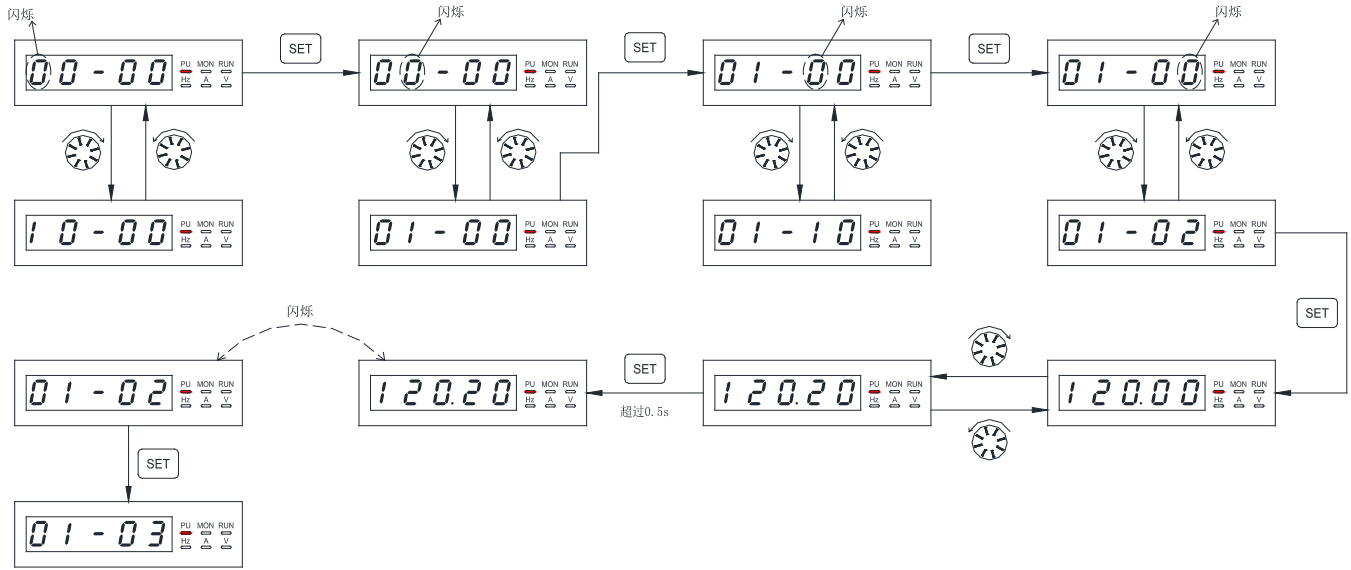 闪烁
闪烁
闪烁
闪烁
00-00 PU MON RUN
Hz A V
SET
00-00 PU MON RUN
Hz A V
SET
01-00 PU MON RUN
Hz A V
SET
01-00 PU MON RUN
Hz A V
10-00 PU MON RUN
Hz A V
01-00 PU MON RUN
Hz A V
01-10 PU MON RUN
Hz A V
01-02 PU MON RUN
Hz A V
SET
闪烁
01-02 PU MON RUN
Hz A V
120.20 PU MON RUN
Hz A V
SET
超过0.5s
120.20 PU MON RUN
Hz A V
120.00 PU MON RUN
Hz A V
SET
01-03 PU MON RUN
Hz A V